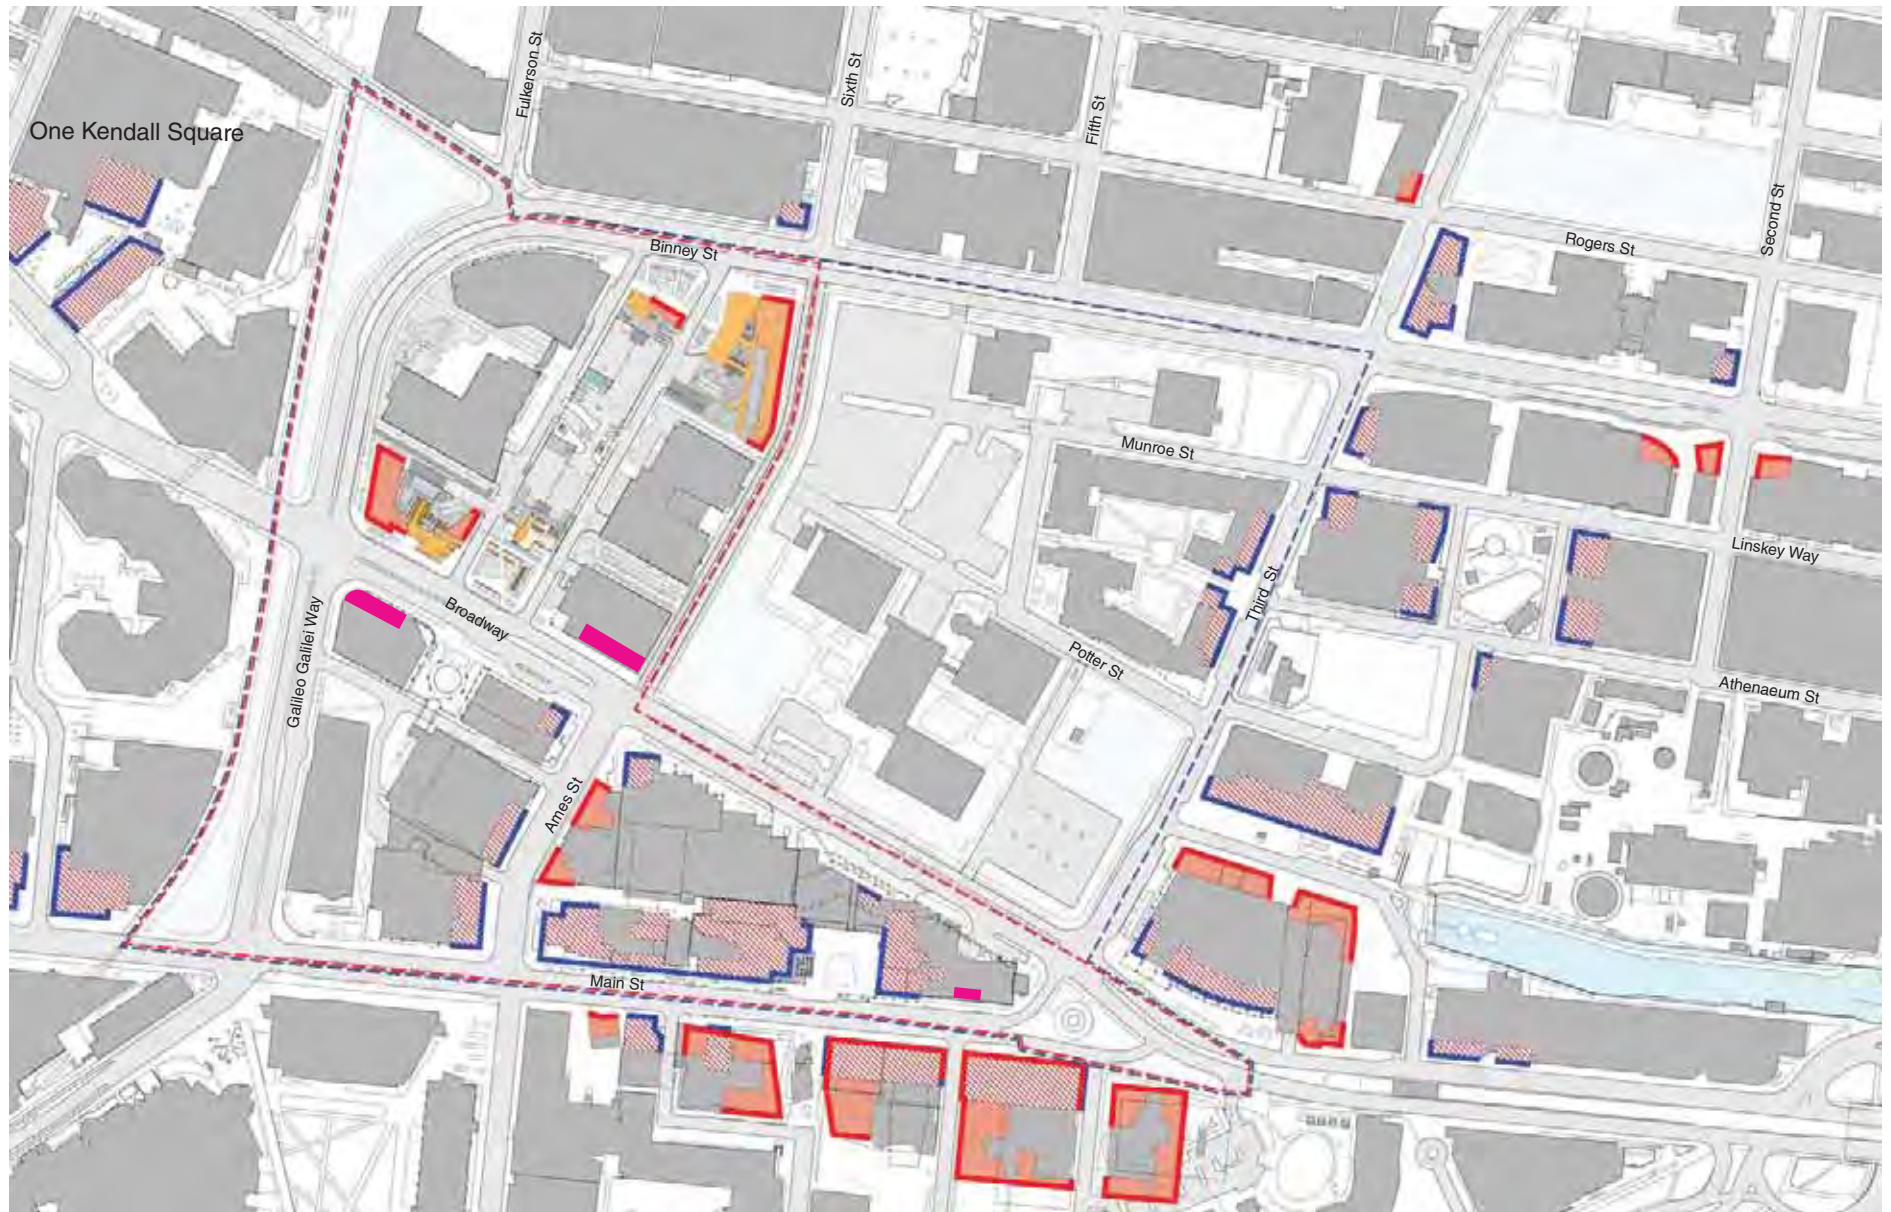 Fulkerson St
Sixth St
Fifth St
One Kendall Square
Second St
Rogers St
Binney St
Munroe St
Linskey Way
Third St
Broadway
Galileo Galilei Way
Potter St
Athenaeum St
Ames St
Main St